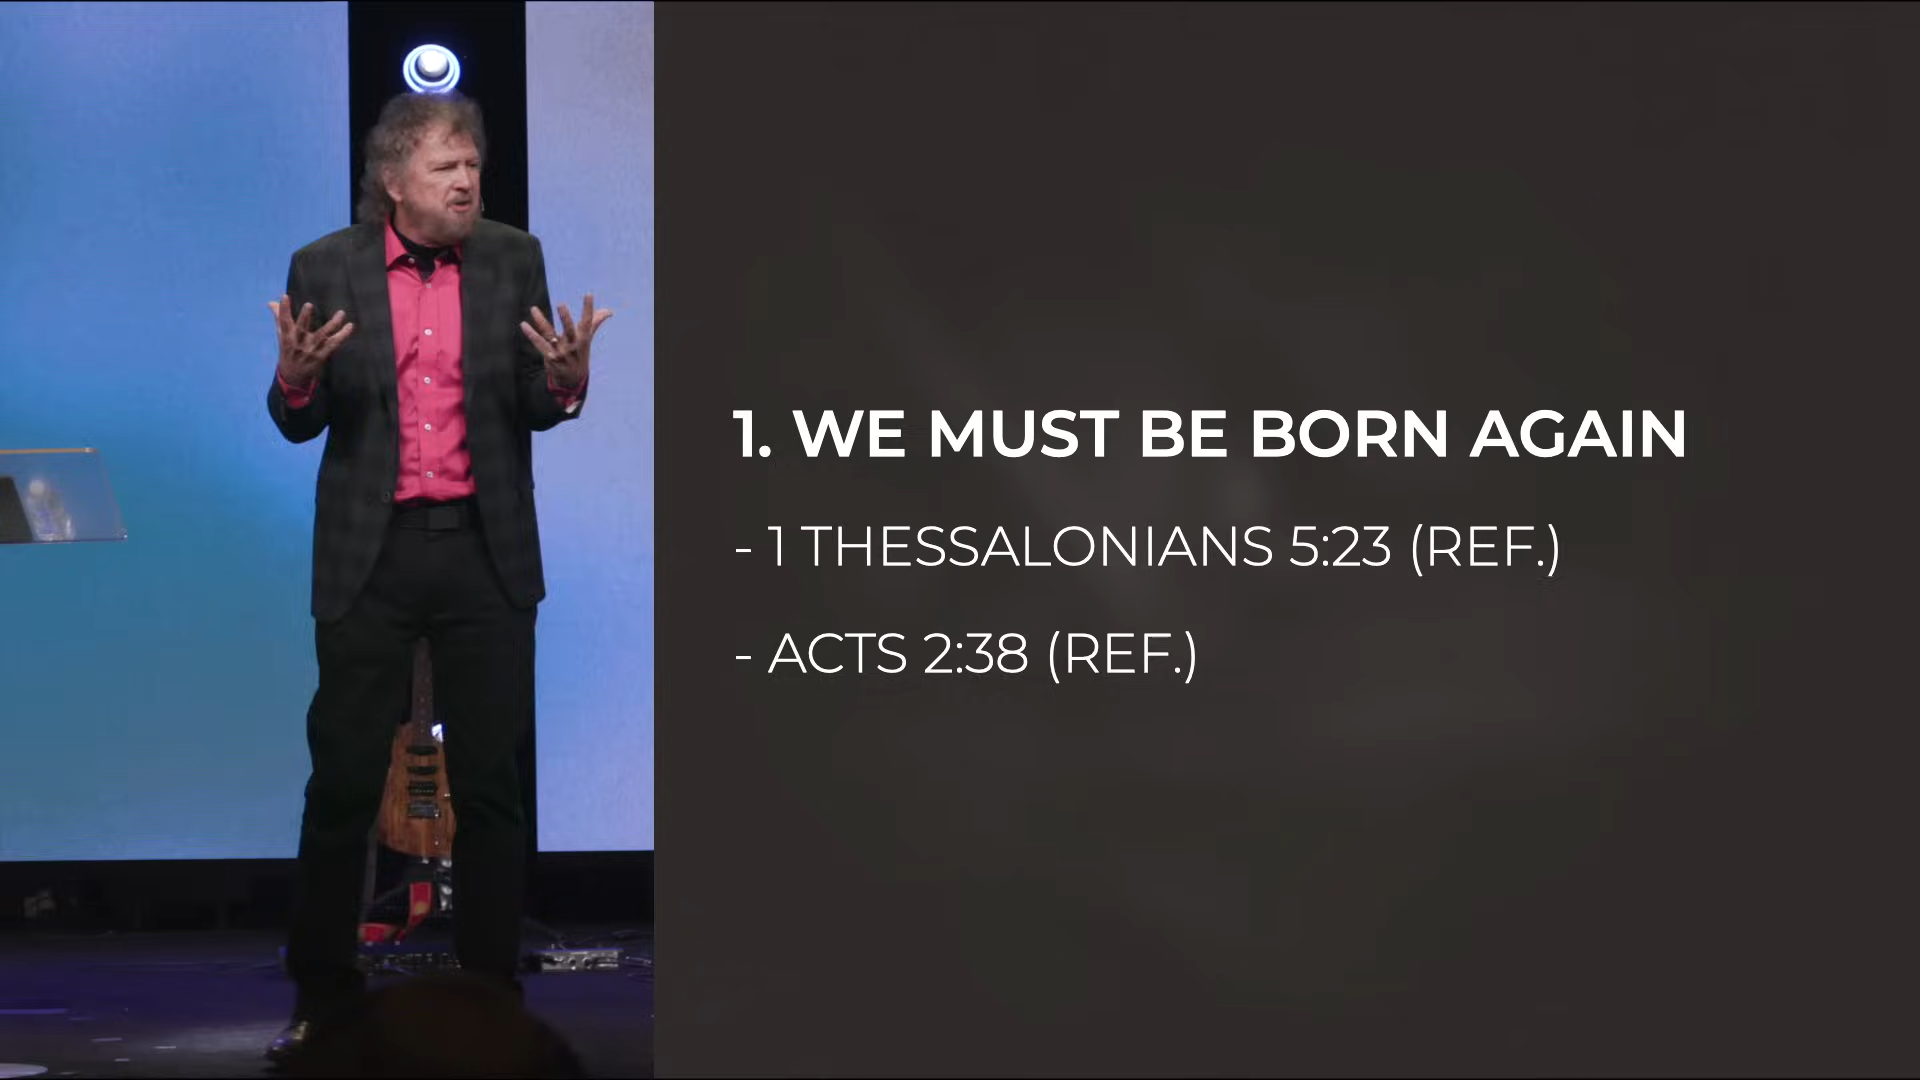 1. WE MUST BE BORN AGAIN
- 1 THESSALONIANS 5:23 (REF.)
- ACTS 2:38 (REF.)